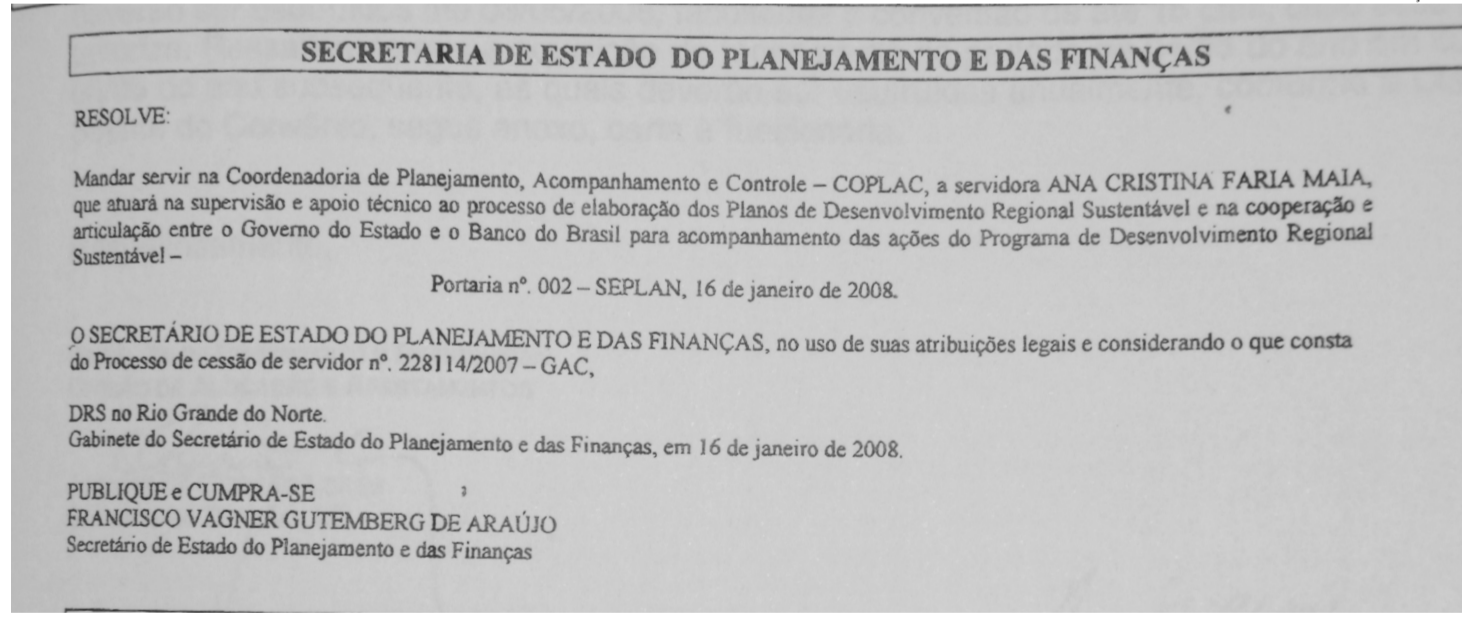 SECRETARIA DE ESTADO DO PLANEJAMENTO E DAS FINANÇAS
RESOLVE:
Mandar servir na Coordenadoria de Planejamento, Acompanhamento e Controle – COPLAC, a servidora ANA CRISTINA FARIA MAIA,
que atuará na supervisão e apoio técnico ao processo de elaboração dos Planos de Desenvolvimento Regional Sustentável e na cooperação e
articulação entre o Governo do Estado e o Banco do Brasil para acompanhamento das ações do Programa de Desenvolvimento Regional
Sustentável –
Portaria nº. 002 – SEPLAN, 16 de janeiro de 2008.
O SECRETÁRIO DE ESTADO DO PLANEJAMENTO E DAS FINANÇAS, no uso de suas atribuições legais e considerando o que consta
do Processo de cessão de servidor nº. 228114/2007 – GAC,
DRS no Rio Grande do Norte.
Gabinete do Secretário de Estado do Planejamento e das Finanças, em 16 de janeiro de 2008.
PUBLIQUE e CUMPRA-SE
FRANCISCO VAGNER GUTEMBERG DE ARAÚJO
Secretário de Estado do Planejamento e das Finanças